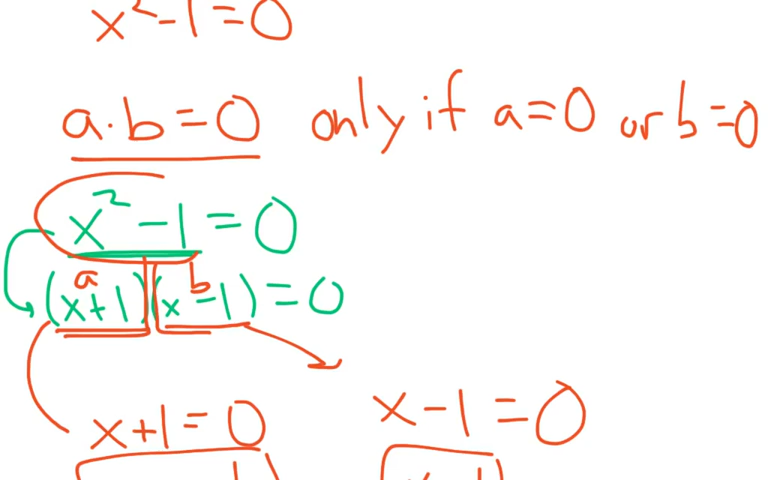 x²-1=0
a·b=0 only if a=0 or b=0
x²-1=0
a b
(x+1)(x-1)=0
x+1=0 x-1=0